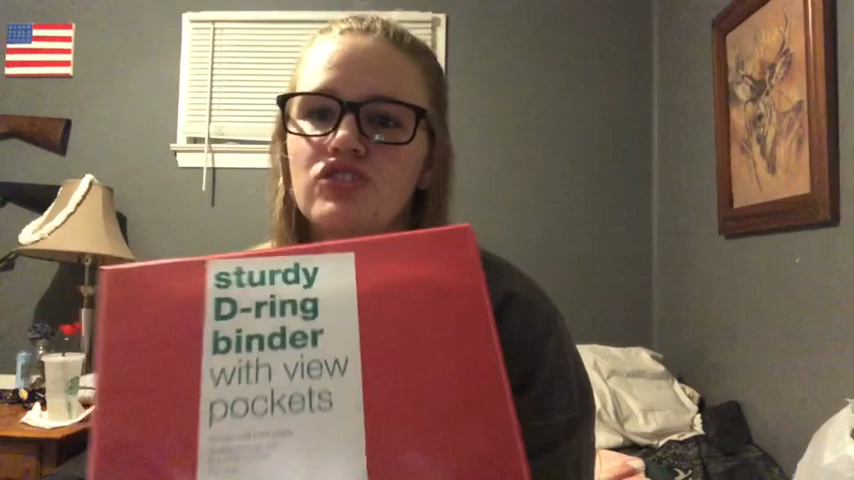 sturdy
D-ring
binder
with view
pockets